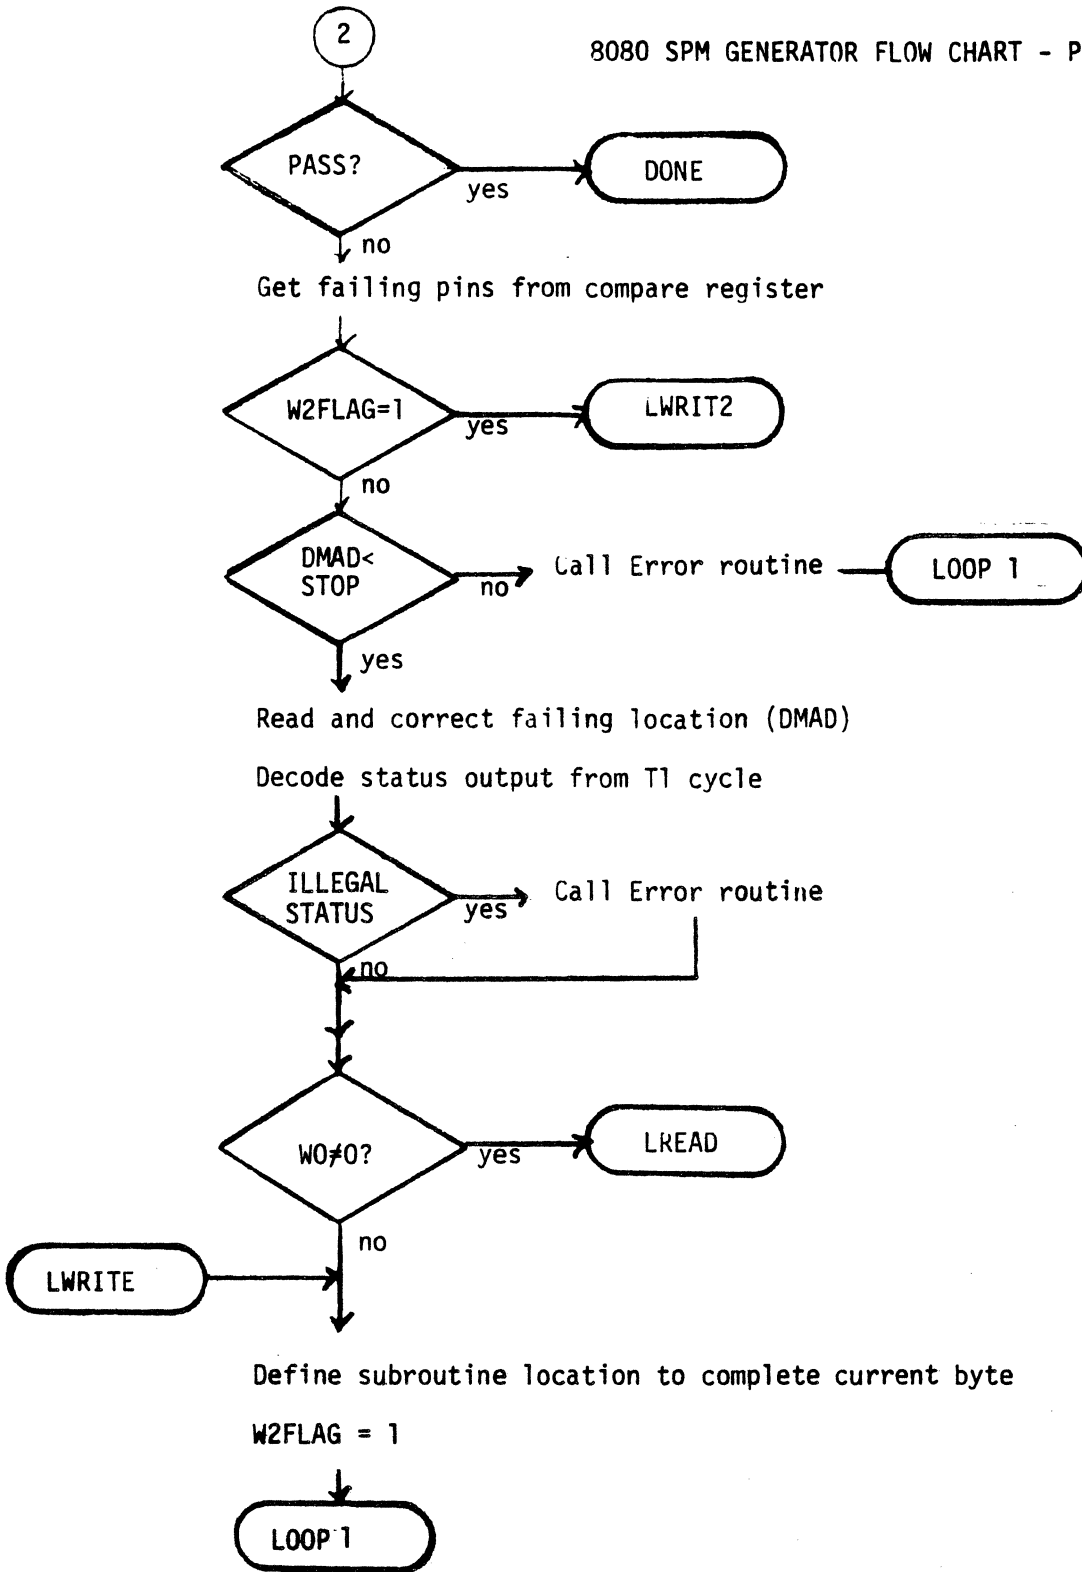 2
8080 SPM GENERATOR FLOW CHART - P
PASS?
yes
DONE
no
Get failing pins from compare register
W2FLAG=1
yes
LWRIT2
no
DMAD<
STOP
no
Call Error routine
LOOP 1
yes
Read and correct failing location (DMAD)
Decode status output from T1 cycle
ILLEGAL
STATUS
yes
Call Error routine
no
WO≠0?
yes
LREAD
no
LWRITE
Define subroutine location to complete current byte
W2FLAG = 1
LOOP 1